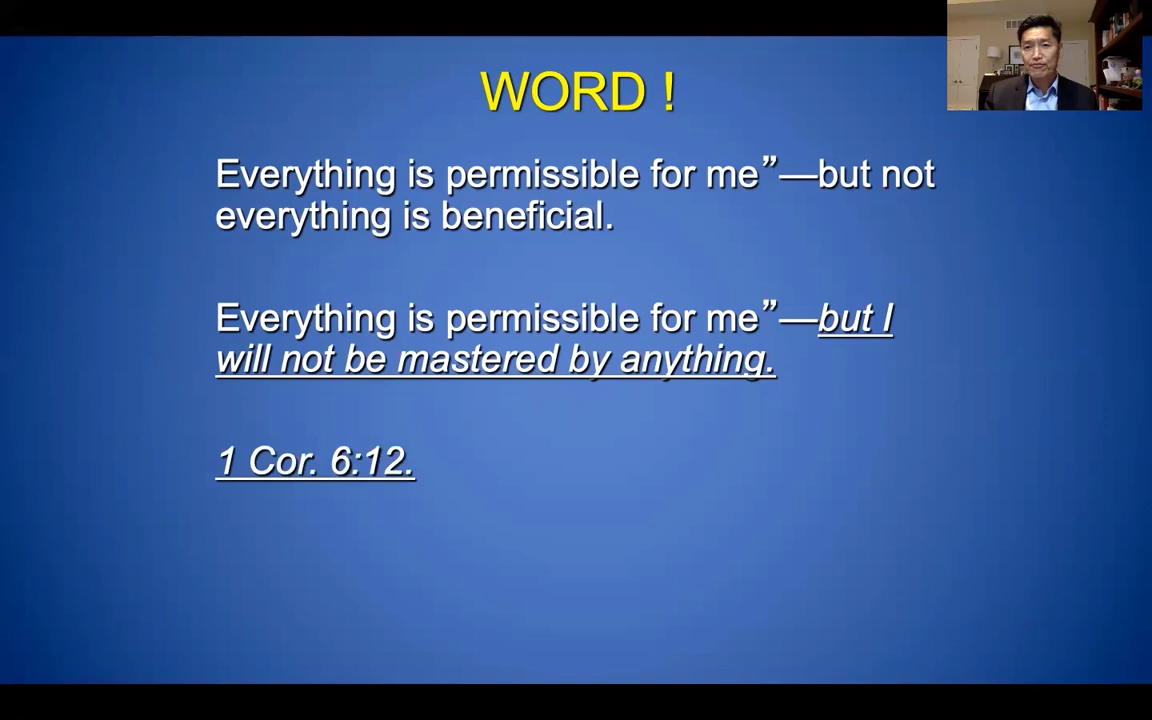 WORD !
Everything is permissible for me”—but not
everything is beneficial.
Everything is permissible for me”—but I
will not be mastered by anything.
1 Cor. 6:12.